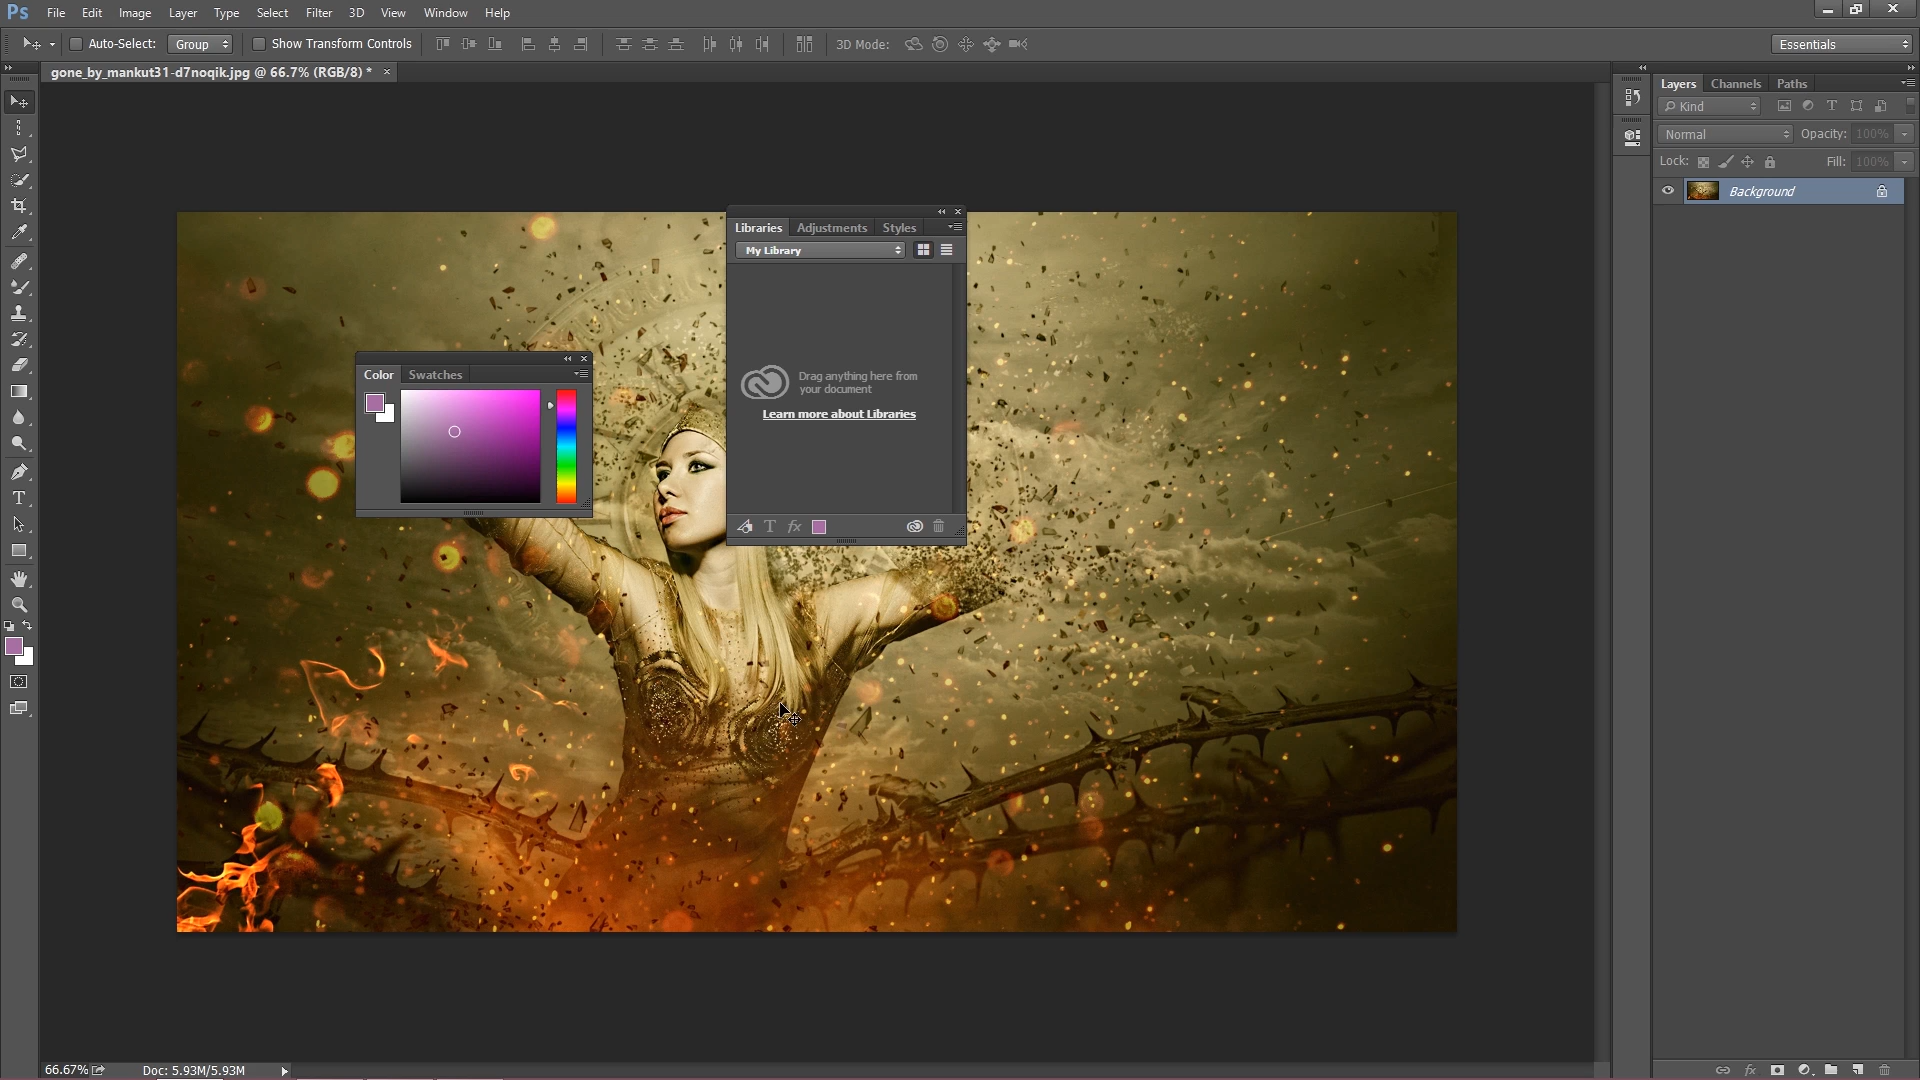 Ps File Edit Image Layer Type Select Filter 3D View Window Help
Auto-Select: Group Show Transform Controls 3D Mode: Essentials
gone_by_mankut31-d7noqik.jpg @ 66.7% (RGB/8) *
Layers Channels Paths
Kind
Normal Opacity: 100%
Lock: Fill: 100%
Background
Libraries Adjustments Styles
My Library
Drag anything here from
your document
Learn more about Libraries
T fx
Color Swatches
66.67% Doc: 5.93M/5.93M
fx